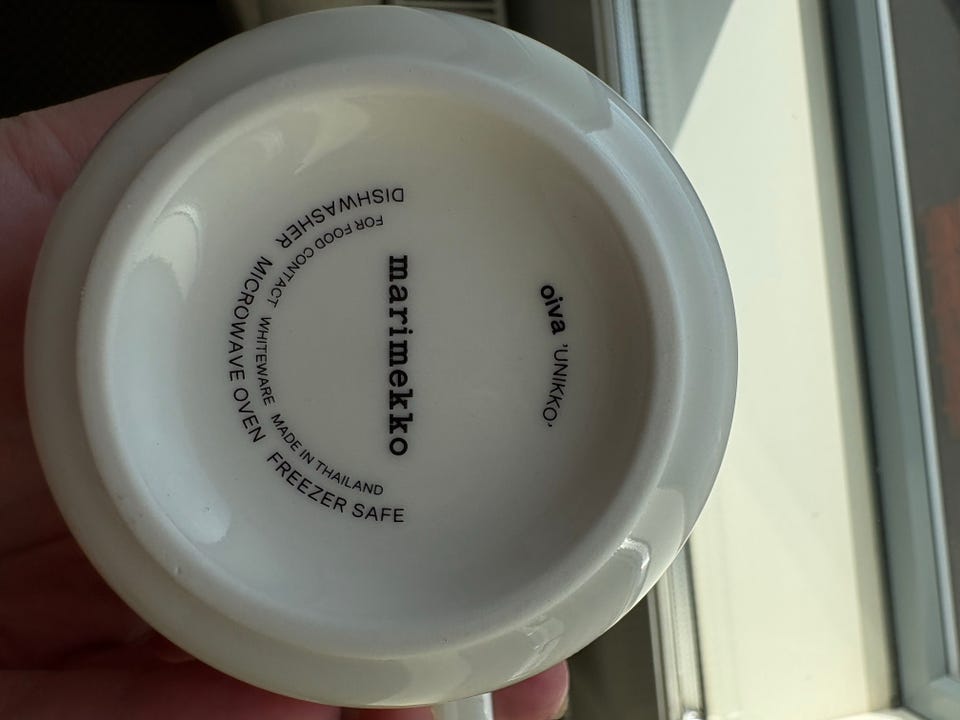 oiva 'UNIKKO'
marimekko
FOR FOOD CONTACT WHITEWARE MADE IN THAILAND
DISHWASHER MICROWAVE OVEN FREEZER SAFE